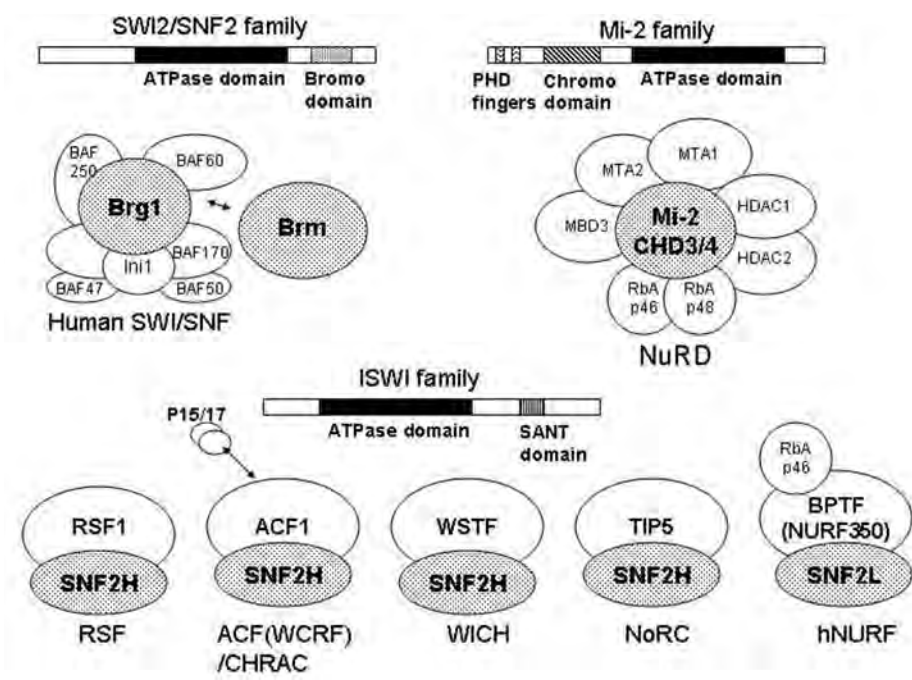 SWI2/SNF2 family
ATPase domain
Bromo
domain
BAF
250
BAF60
Brg1
Brm
Ini1
BAF170
BAF47
BAF50
Human SWI/SNF
Mi-2 family
PHD
fingers
Chromo
domain
ATPase domain
MTA2
MTA1
MBD3
Mi-2
CHD3/4
HDAC1
HDAC2
RbA
p46
RbA
p48
NuRD
ISWI family
ATPase domain
SANT
domain
P15/17
RSF1
SNF2H
RSF
ACF1
SNF2H
ACF(WCRF)
/CHRAC
WSTF
SNF2H
WICH
TIP5
SNF2H
NoRC
RbA
p46
BPTF
(NURF350)
SNF2L
hNURF